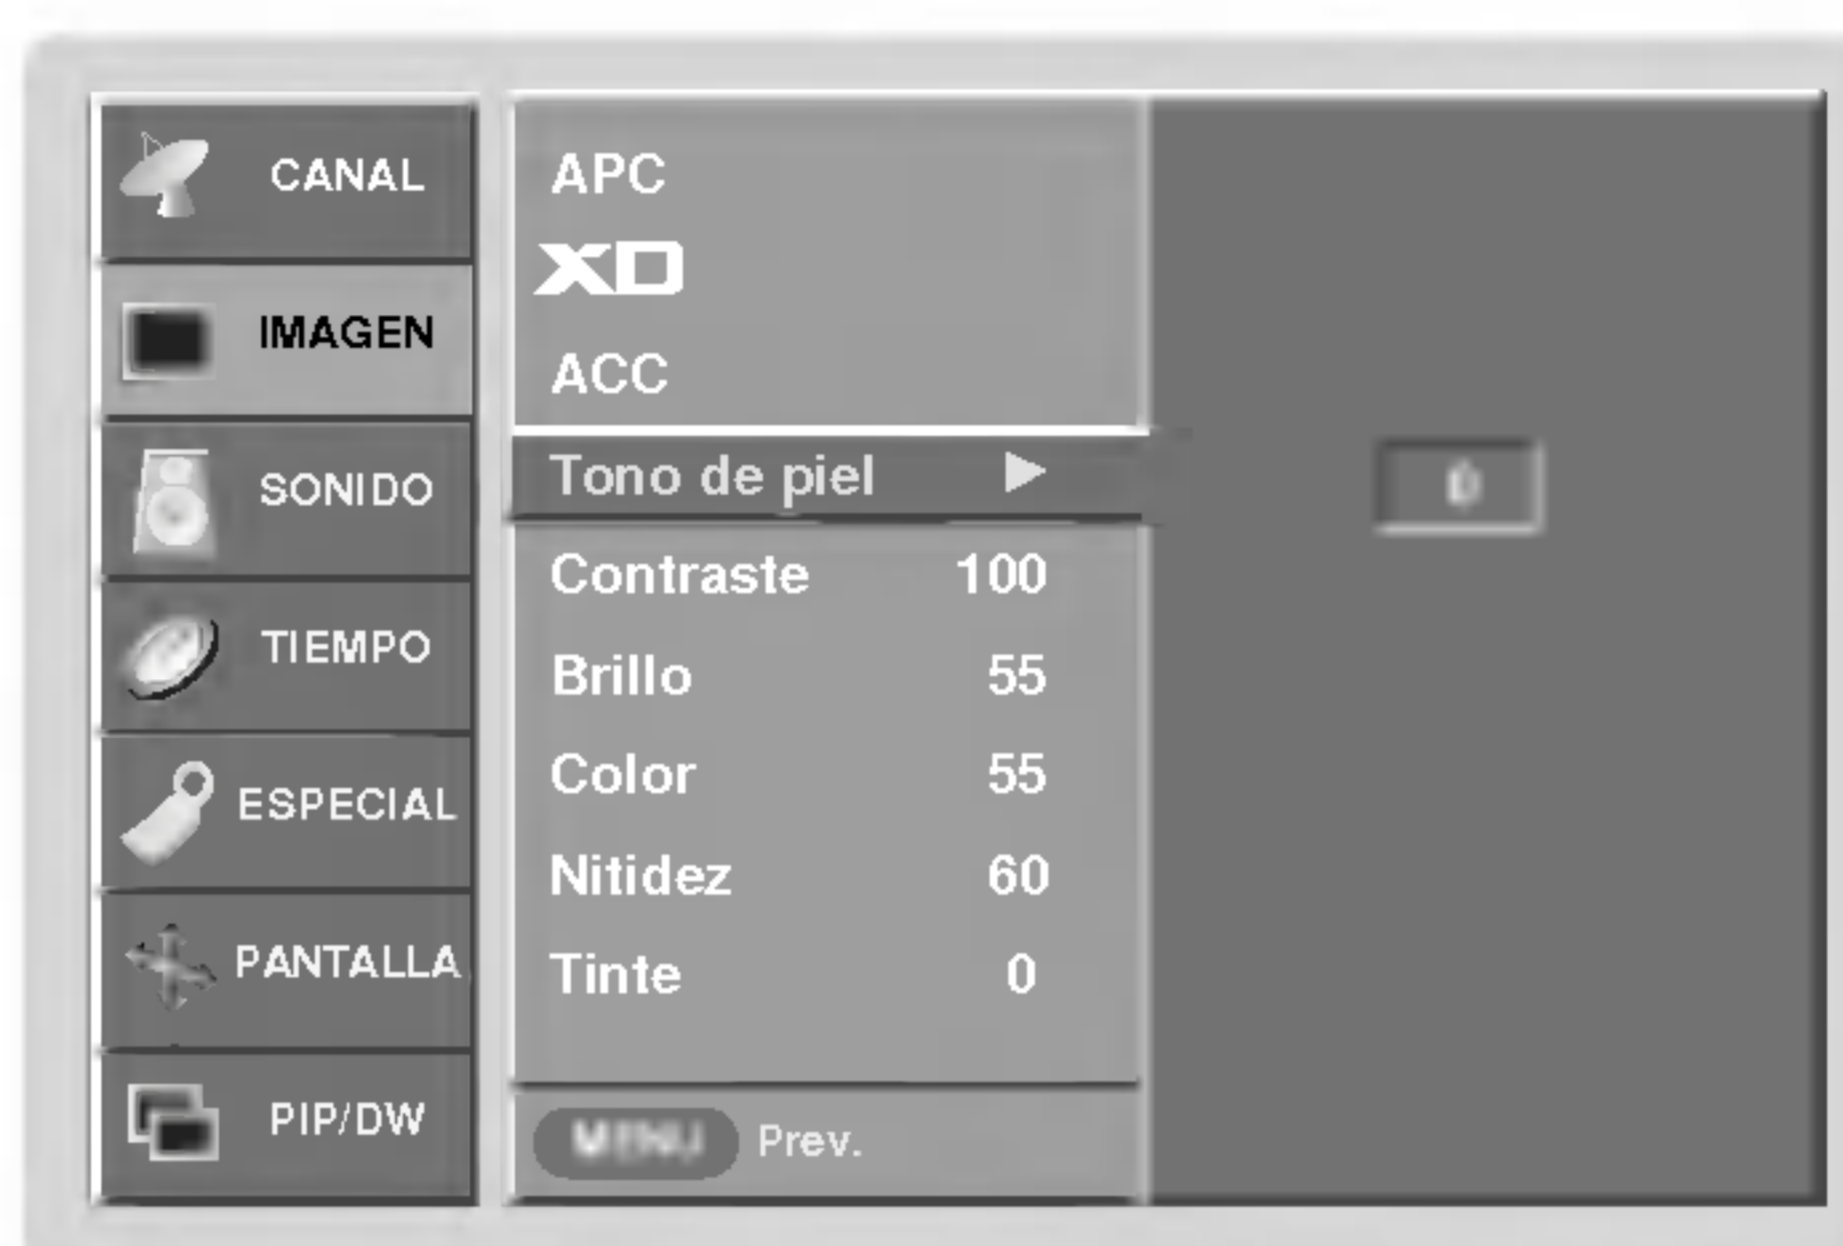 CANAL
IMAGEN
SONIDO
TIEMPO
ESPECIAL
PANTALLA
PIP/DW
APC
XD
ACC
Tono de piel ▶
Contraste 100
Brillo 55
Color 55
Nitidez 60
Tinte 0
MENU Prev.
0